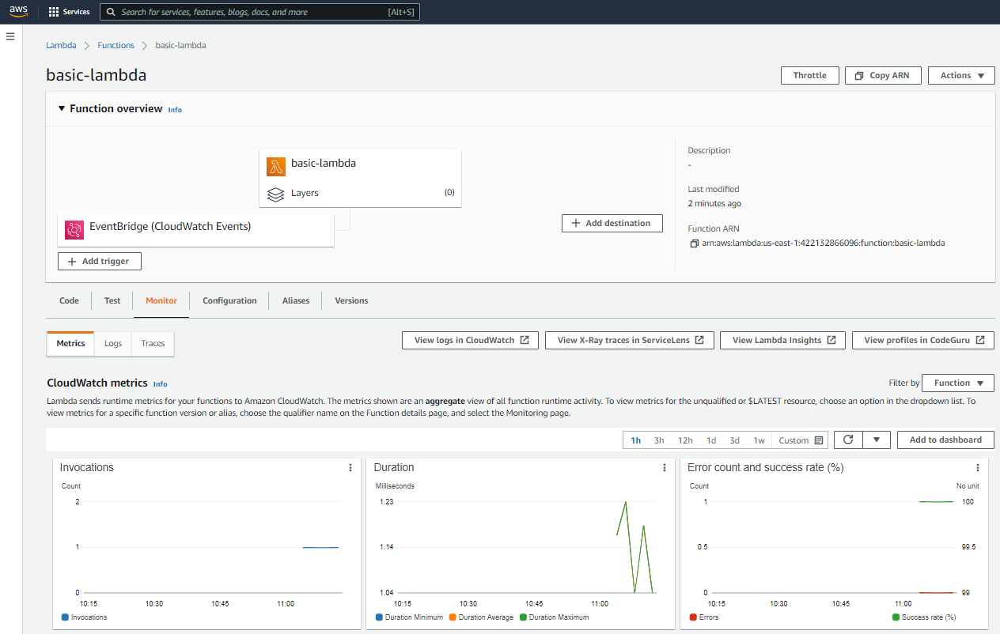 aws Services Search for services, features, blogs, docs, and more [Alt+S]
Lambda Functions basic-lambda
basic-lambda Throttle Copy ARN Actions
Function overview Info
basic-lambda
Layers (0)
EventBridge (CloudWatch Events)
Add trigger
Add destination
Description
-
Last modified
2 minutes ago
Function ARN
arn:aws:lambda:us-east-1:422132866096:function:basic-lambda
Code Test Monitor Configuration Aliases Versions
Metrics Logs Traces View logs in CloudWatch View X-Ray traces in ServiceLens View Lambda Insights View profiles in CodeGuru
CloudWatch metrics Info Filter by Function
Lambda sends runtime metrics for your functions to Amazon CloudWatch. The metrics shown are an aggregate view of all function runtime activity. To view metrics for the unqualified or $LATEST resource, choose an option in the dropdown list. To
view metrics for a specific function version or alias, choose the qualifier name on the Function details page, and select the Monitoring page.
1h 3h 12h 1d 3d 1w Custom Add to dashboard
Invocations
Count
2
1
0
10:15 10:30 10:45 11:00
Invocations
Duration
Milliseconds
1.23
1.14
1.04
10:15 10:30 10:45 11:00
Duration Minimum Duration Average Duration Maximum
Error count and success rate (%)
Count No unit
1 100
0.5 99.5
0 99
10:15 10:30 10:45 11:00
Errors Success rate (%)